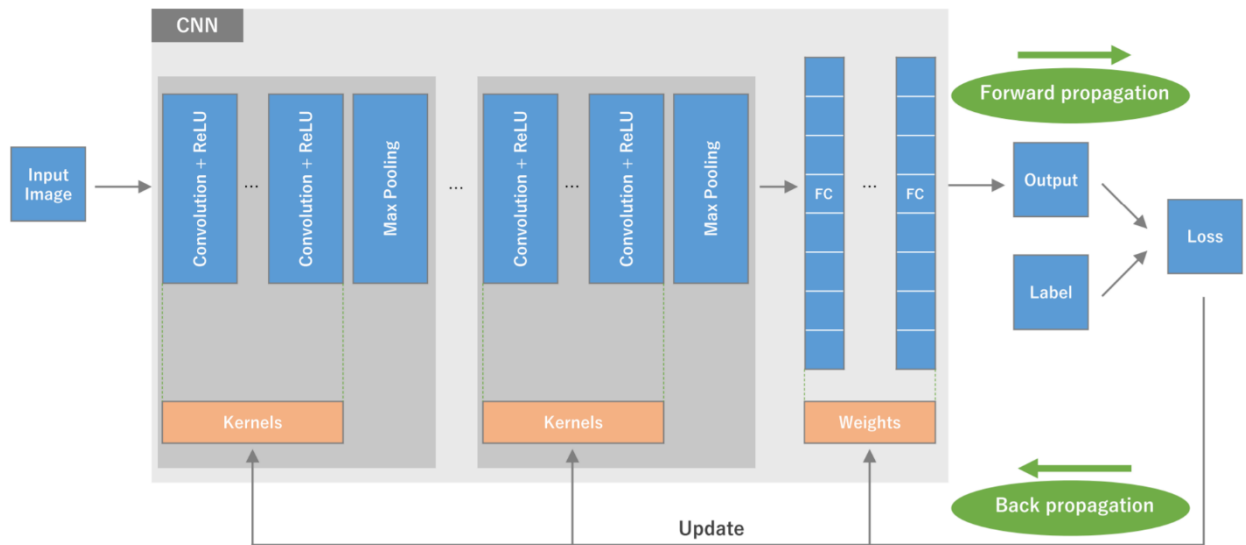 CNN
Forward propagation
Input
Image
Convolution + ReLU
...
Convolution + ReLU
Max Pooling
...
Convolution + ReLU
...
Convolution + ReLU
Max Pooling
FC
...
FC
Output
Label
Loss
Kernels
Kernels
Weights
Back propagation
Update